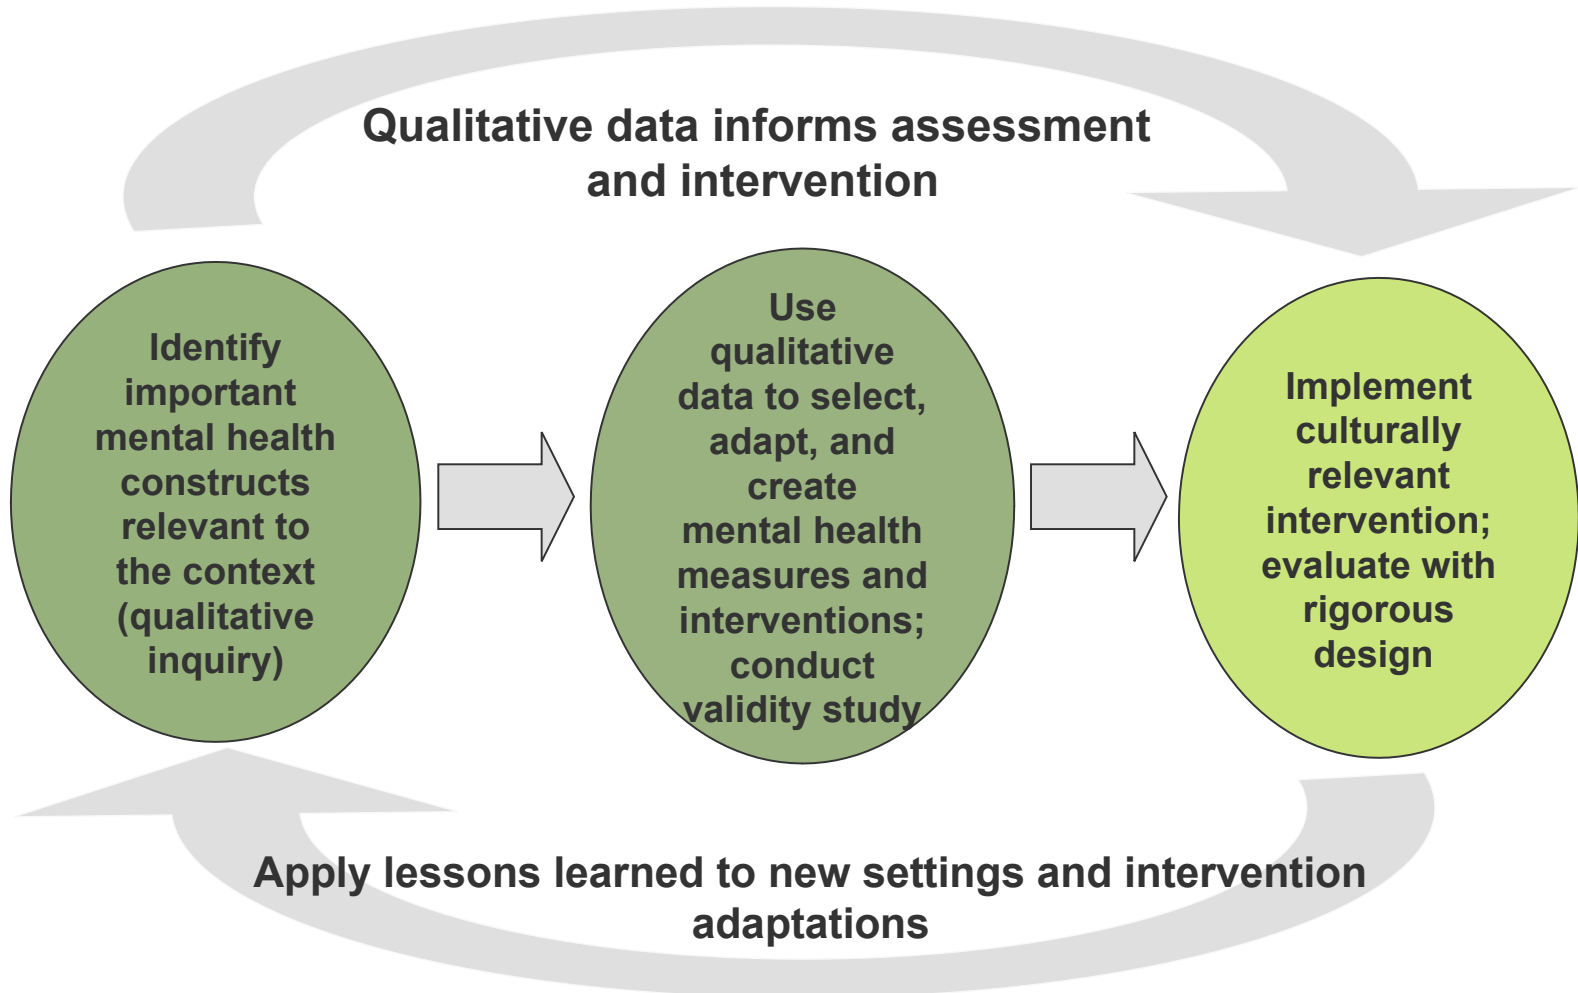 Qualitative data informs assessment
and intervention
Identify
important
mental health
constructs
relevant to
the context
(qualitative
inquiry)
Use
qualitative
data to select,
adapt, and
create
mental health
measures and
interventions;
conduct
validity study
Implement
culturally
relevant
intervention;
evaluate with
rigorous
design
Apply lessons learned to new settings and intervention
adaptations